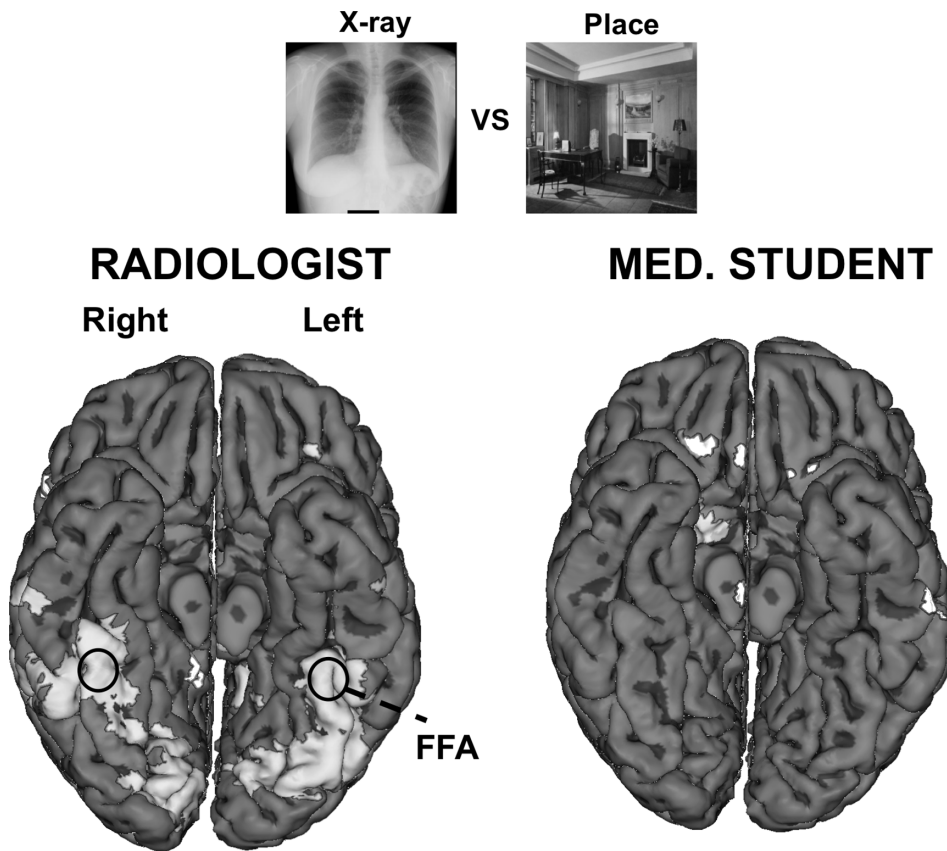 X-ray
Place
VS
RADIOLOGIST
MED. STUDENT
Right
Left
FFA